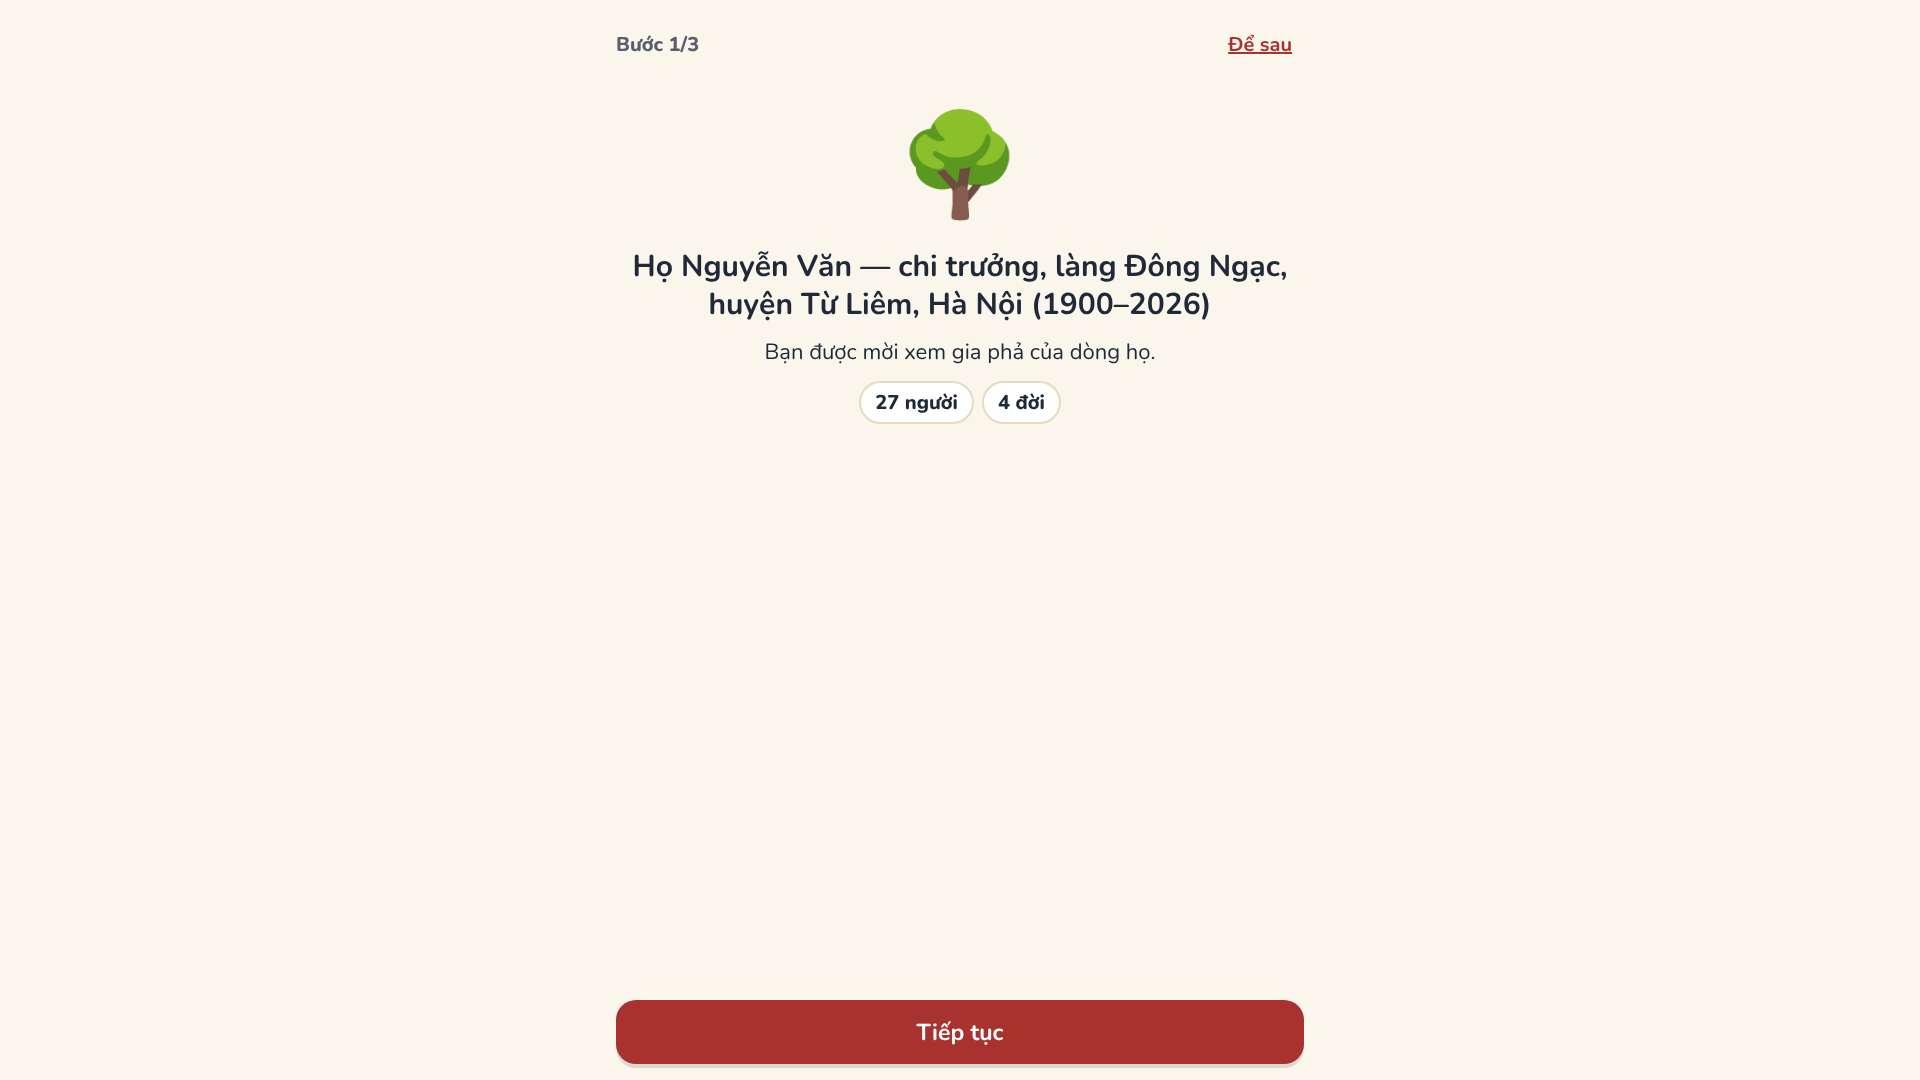 Bước 1/3
Để sau
Họ Nguyễn Văn — chi trưởng, làng Đông Ngạc,
huyện Từ Liêm, Hà Nội (1900–2026)
Bạn được mời xem gia phả của dòng họ.
27 người
4 đời
Tiếp tục